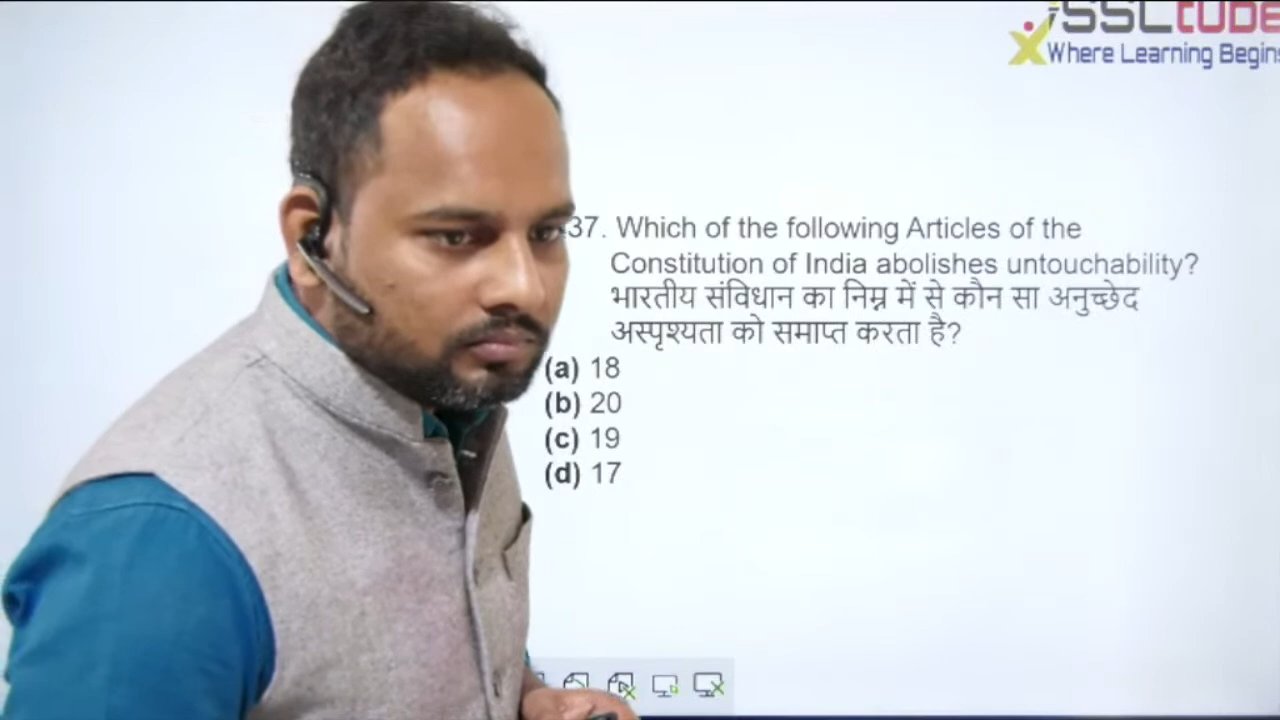 SSLtube
Where Learning Begins
37. Which of the following Articles of the
Constitution of India abolishes untouchability?
भारतीय संविधान का निम्न में से कौन सा अनुच्छेद
अस्पृश्यता को समाप्त करता है?
(a) 18
(b) 20
(c) 19
(d) 17